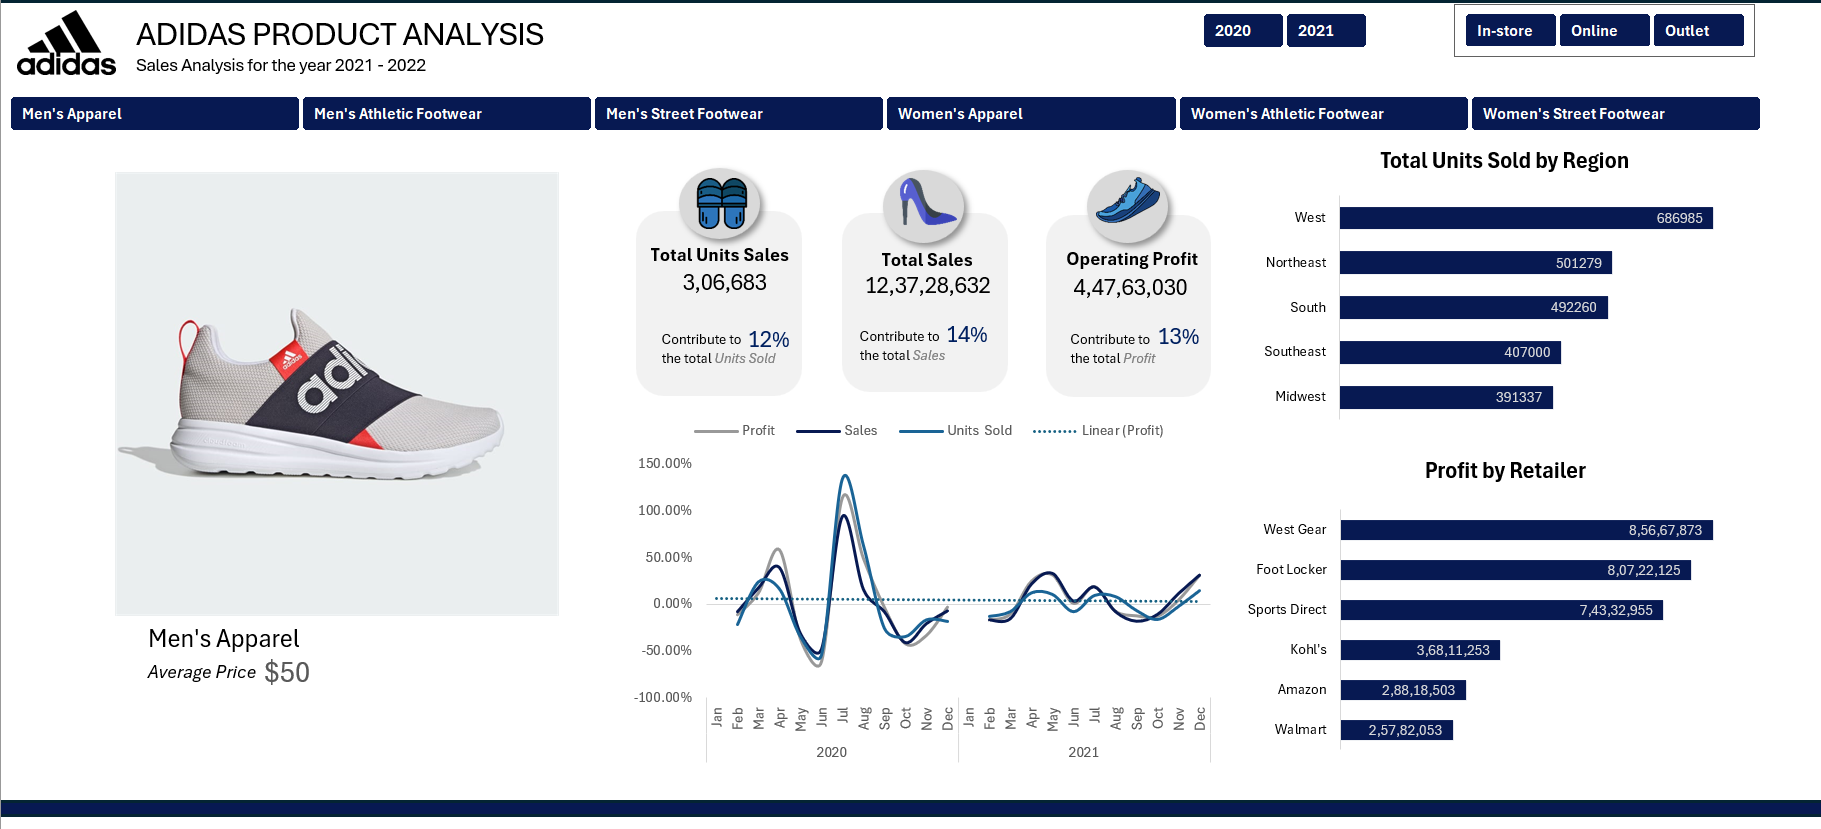 adidas
ADIDAS PRODUCT ANALYSIS
Sales Analysis for the year 2021 - 2022
2020
2021
In-store
Online
Outlet
Men's Apparel
Men's Athletic Footwear
Men's Street Footwear
Women's Apparel
Women's Athletic Footwear
Women's Street Footwear
adi
adidas
Men's Apparel
Average Price $50
Total Units Sales
3,06,683
Contribute to 12%
the total Units Sold
Total Sales
12,37,28,632
Contribute to 14%
the total Sales
Operating Profit
4,47,63,030
Contribute to 13%
the total Profit
Profit
Sales
Units Sold
Linear (Profit)
150.00%
100.00%
50.00%
0.00%
-50.00%
-100.00%
Jan
Feb
Mar
Apr
May
Jun
Jul
Aug
Sep
Oct
Nov
Dec
Jan
Feb
Mar
Apr
May
Jun
Jul
Aug
Sep
Oct
Nov
Dec
2020
2021
Total Units Sold by Region
West 686985
Northeast 501279
South 492260
Southeast 407000
Midwest 391337
Profit by Retailer
West Gear 8,56,67,873
Foot Locker 8,07,22,125
Sports Direct 7,43,32,955
Kohl's 3,68,11,253
Amazon 2,88,18,503
Walmart 2,57,82,053